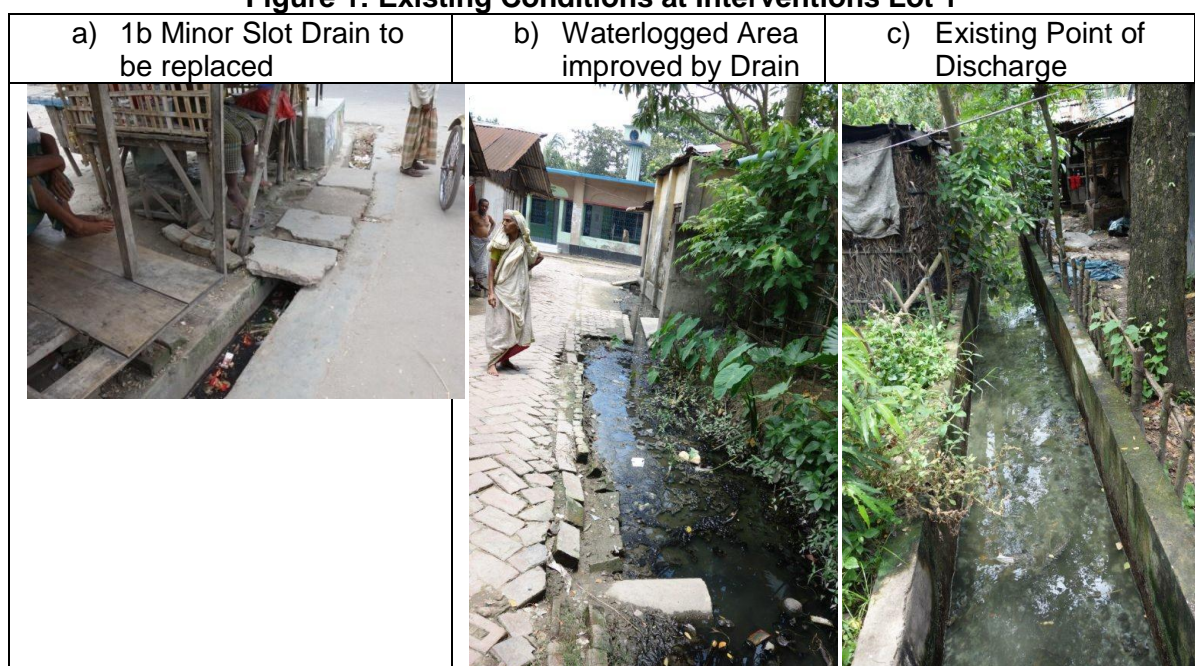 Figure 1: Existing Conditions at Interventions Lot 1
a) 1b Minor Slot Drain to
be replaced
b) Waterlogged Area
improved by Drain
c) Existing Point of
Discharge